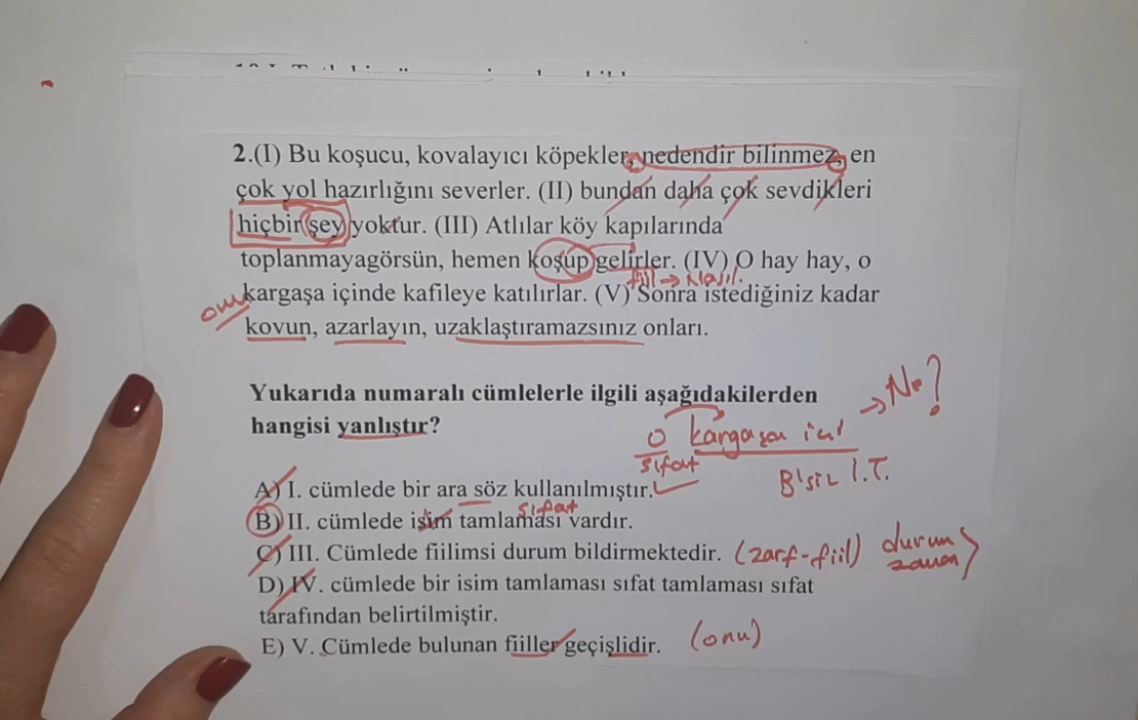 2.(I) Bu koşucu, kovalayıcı köpekler, nedendir bilinmez, en
çok yol hazırlığını severler. (II) bundan daha çok sevdikleri
hiçbir şey yoktur. (III) Atlılar köy kapılarında
toplanmayagörsün, hemen koşup gelirler. (IV) O hay hay, o
fiil → Nasıl
kargaşa içinde kafileye katılırlar. (V) Sonra istediğiniz kadar
onu
kovun, azarlayın, uzaklaştıramazsınız onları.
Yukarıda numaralı cümlelerle ilgili aşağıdakilerden
hangisi yanlıştır?
→ Ne?
O kargaşa
sıfat
B'siz İ.T.
A) I. cümlede bir ara söz kullanılmıştır.
sıfat
B) II. cümlede isim tamlaması vardır.
C) III. Cümlede fiilimsi durum bildirmektedir. (zarf-fiil) durum
zaman
D) IV. cümlede bir isim tamlaması sıfat tamlaması sıfat
tarafından belirtilmiştir.
E) V. Cümlede bulunan fiiller geçişlidir. (onu)